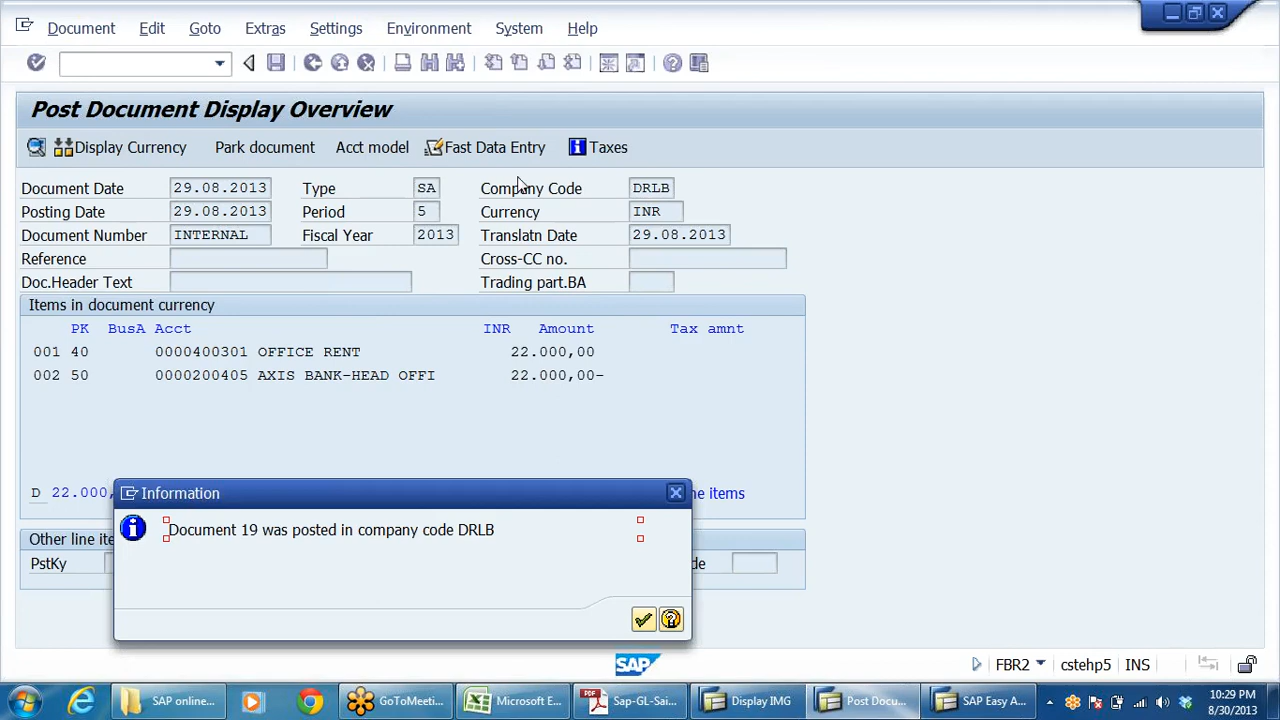 Document Edit Goto Extras Settings Environment System Help
Post Document Display Overview
Display Currency Park document Acct model Fast Data Entry Taxes
Document Date 29.08.2013 Type SA Company Code DRLB
Posting Date 29.08.2013 Period 5 Currency INR
Document Number INTERNAL Fiscal Year 2013 Translatn Date 29.08.2013
Reference Cross-CC no.
Doc.Header Text Trading part.BA
Items in document currency
PK BusA Acct INR Amount Tax amnt
001 40 0000400301 OFFICE RENT 22.000,00
002 50 0000200405 AXIS BANK-HEAD OFFI 22.000,00-
D 22.000, ne items
Information
Document 19 was posted in company code DRLB
Other line ite
PstKy de
SAP
FBR2 cstehp5 INS
SAP online... GoToMeeti... Microsoft E... Sap-GL-Sai... Display IMG Post Docu... SAP Easy A...
10:29 PM
8/30/2013